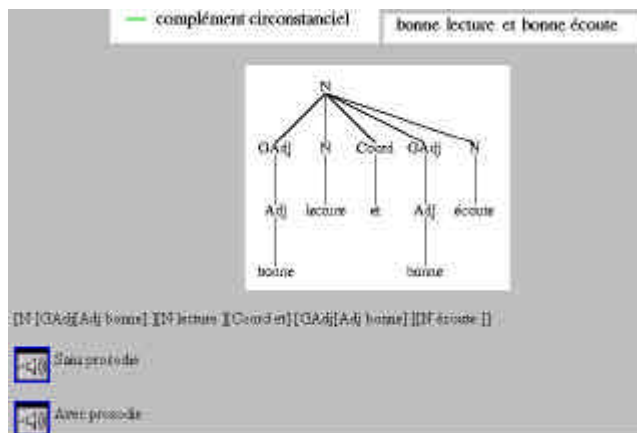 complément circonstanciel
bonne lecture et bonne écoute
N
GAdj N Coord GAdj N
Adj lecture et Adj écoute
bonne bonne
[N [GAdj[Adj bonne] ][N lecture ][Coord et] [GAdj[Adj bonne] ][N écoute ]]
Sans prosodie
Avec prosodie